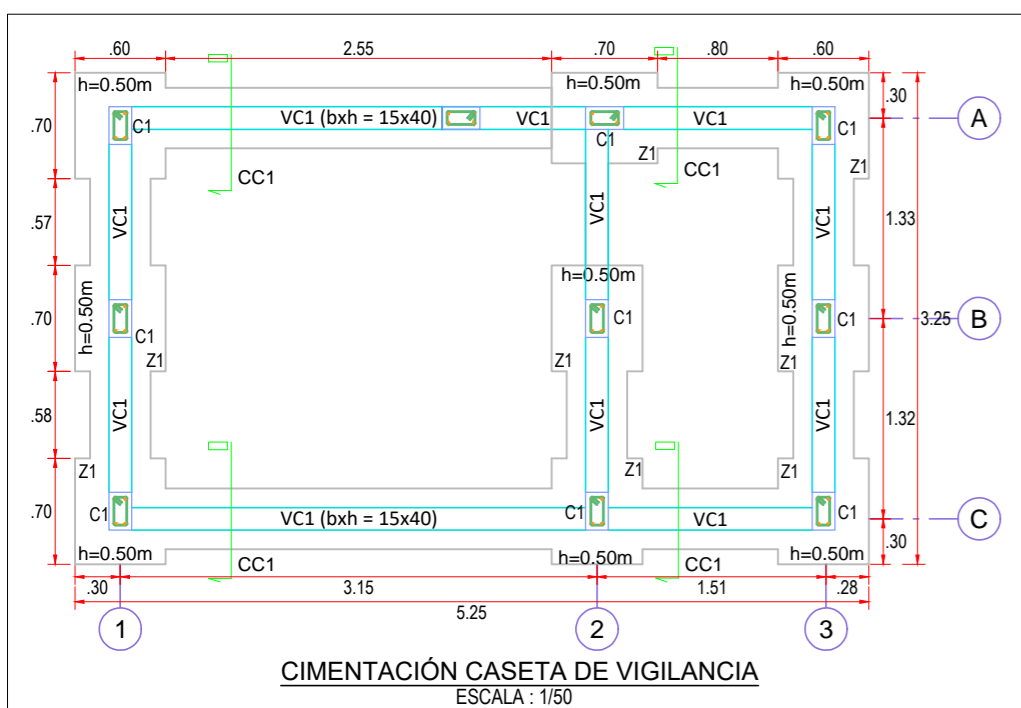 .60 2.55 .70 .80 .60
h=0.50m h=0.50m h=0.50m
.30
A
VC1 (bxh = 15x40) VC1 VC1
C1 C1 C1
.70
Z1 Z1
CC1 CC1
.57
VC1 VC1 VC1
1.33
h=0.50m h=0.50m h=0.50m
.70
C1 C1 C1
B
3.25
Z1 Z1 Z1
.58
VC1 VC1 VC1
1.32
Z1 Z1 Z1
.70
C1 C1 C1
VC1 (bxh = 15x40) VC1
C
h=0.50m h=0.50m h=0.50m
.30
CC1 CC1
.30 3.15 1.51 .28
5.25
1 2 3
CIMENTACIÓN CASETA DE VIGILANCIA
ESCALA : 1/50